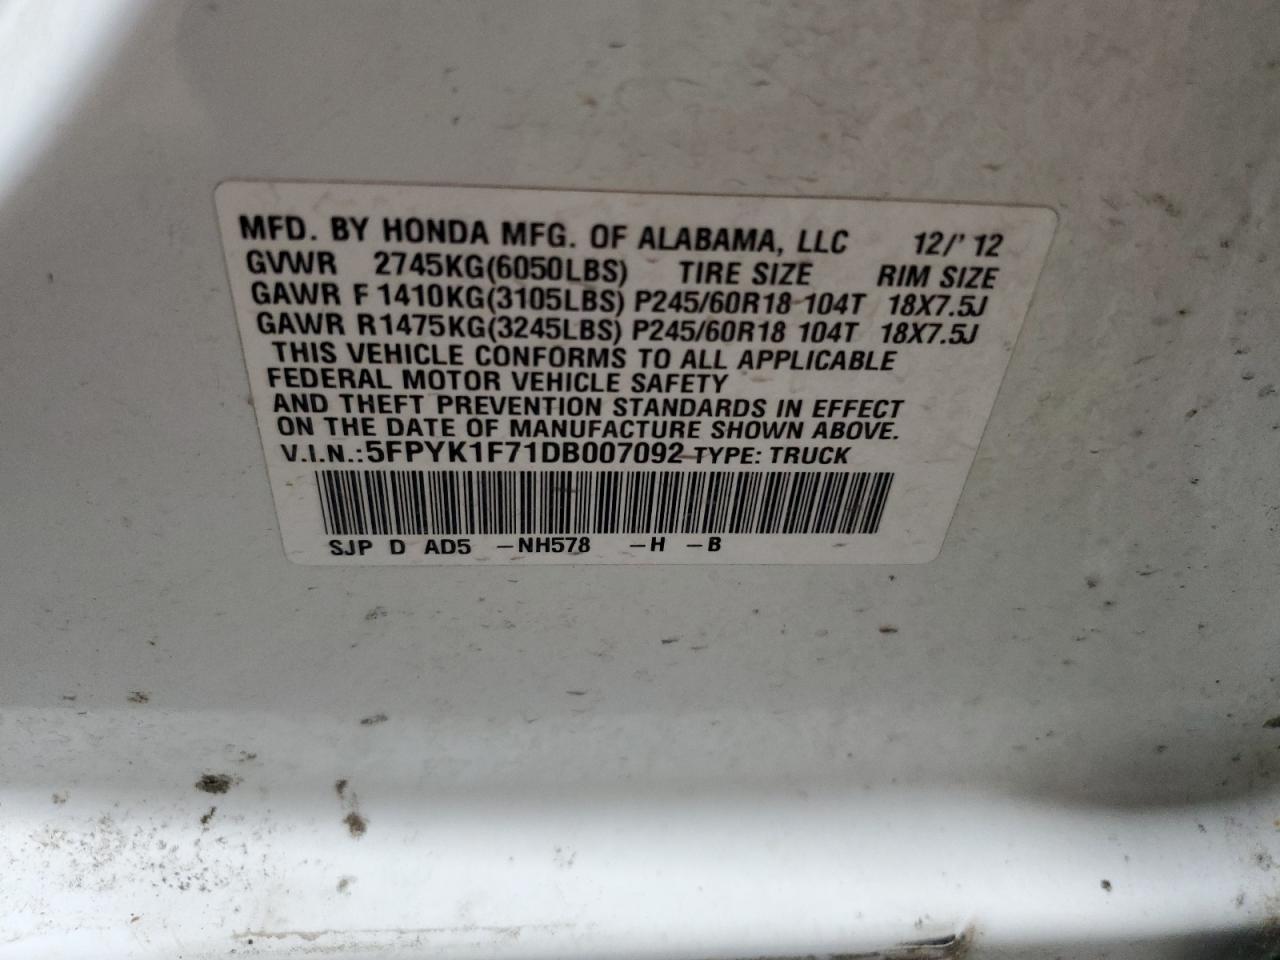 MFD. BY HONDA MFG. OF ALABAMA, LLC 12/' 12
GVWR 2745KG(6050LBS) TIRE SIZE RIM SIZE
GAWR F 1410KG(3105LBS) P245/60R18 104T 18X7.5J
GAWR R1475KG(3245LBS) P245/60R18 104T 18X7.5J
THIS VEHICLE CONFORMS TO ALL APPLICABLE
FEDERAL MOTOR VEHICLE SAFETY
AND THEFT PREVENTION STANDARDS IN EFFECT
ON THE DATE OF MANUFACTURE SHOWN ABOVE.
V.I.N.:5FPYK1F71DB007092 TYPE: TRUCK
SJP D AD5 -NH578 -H -B